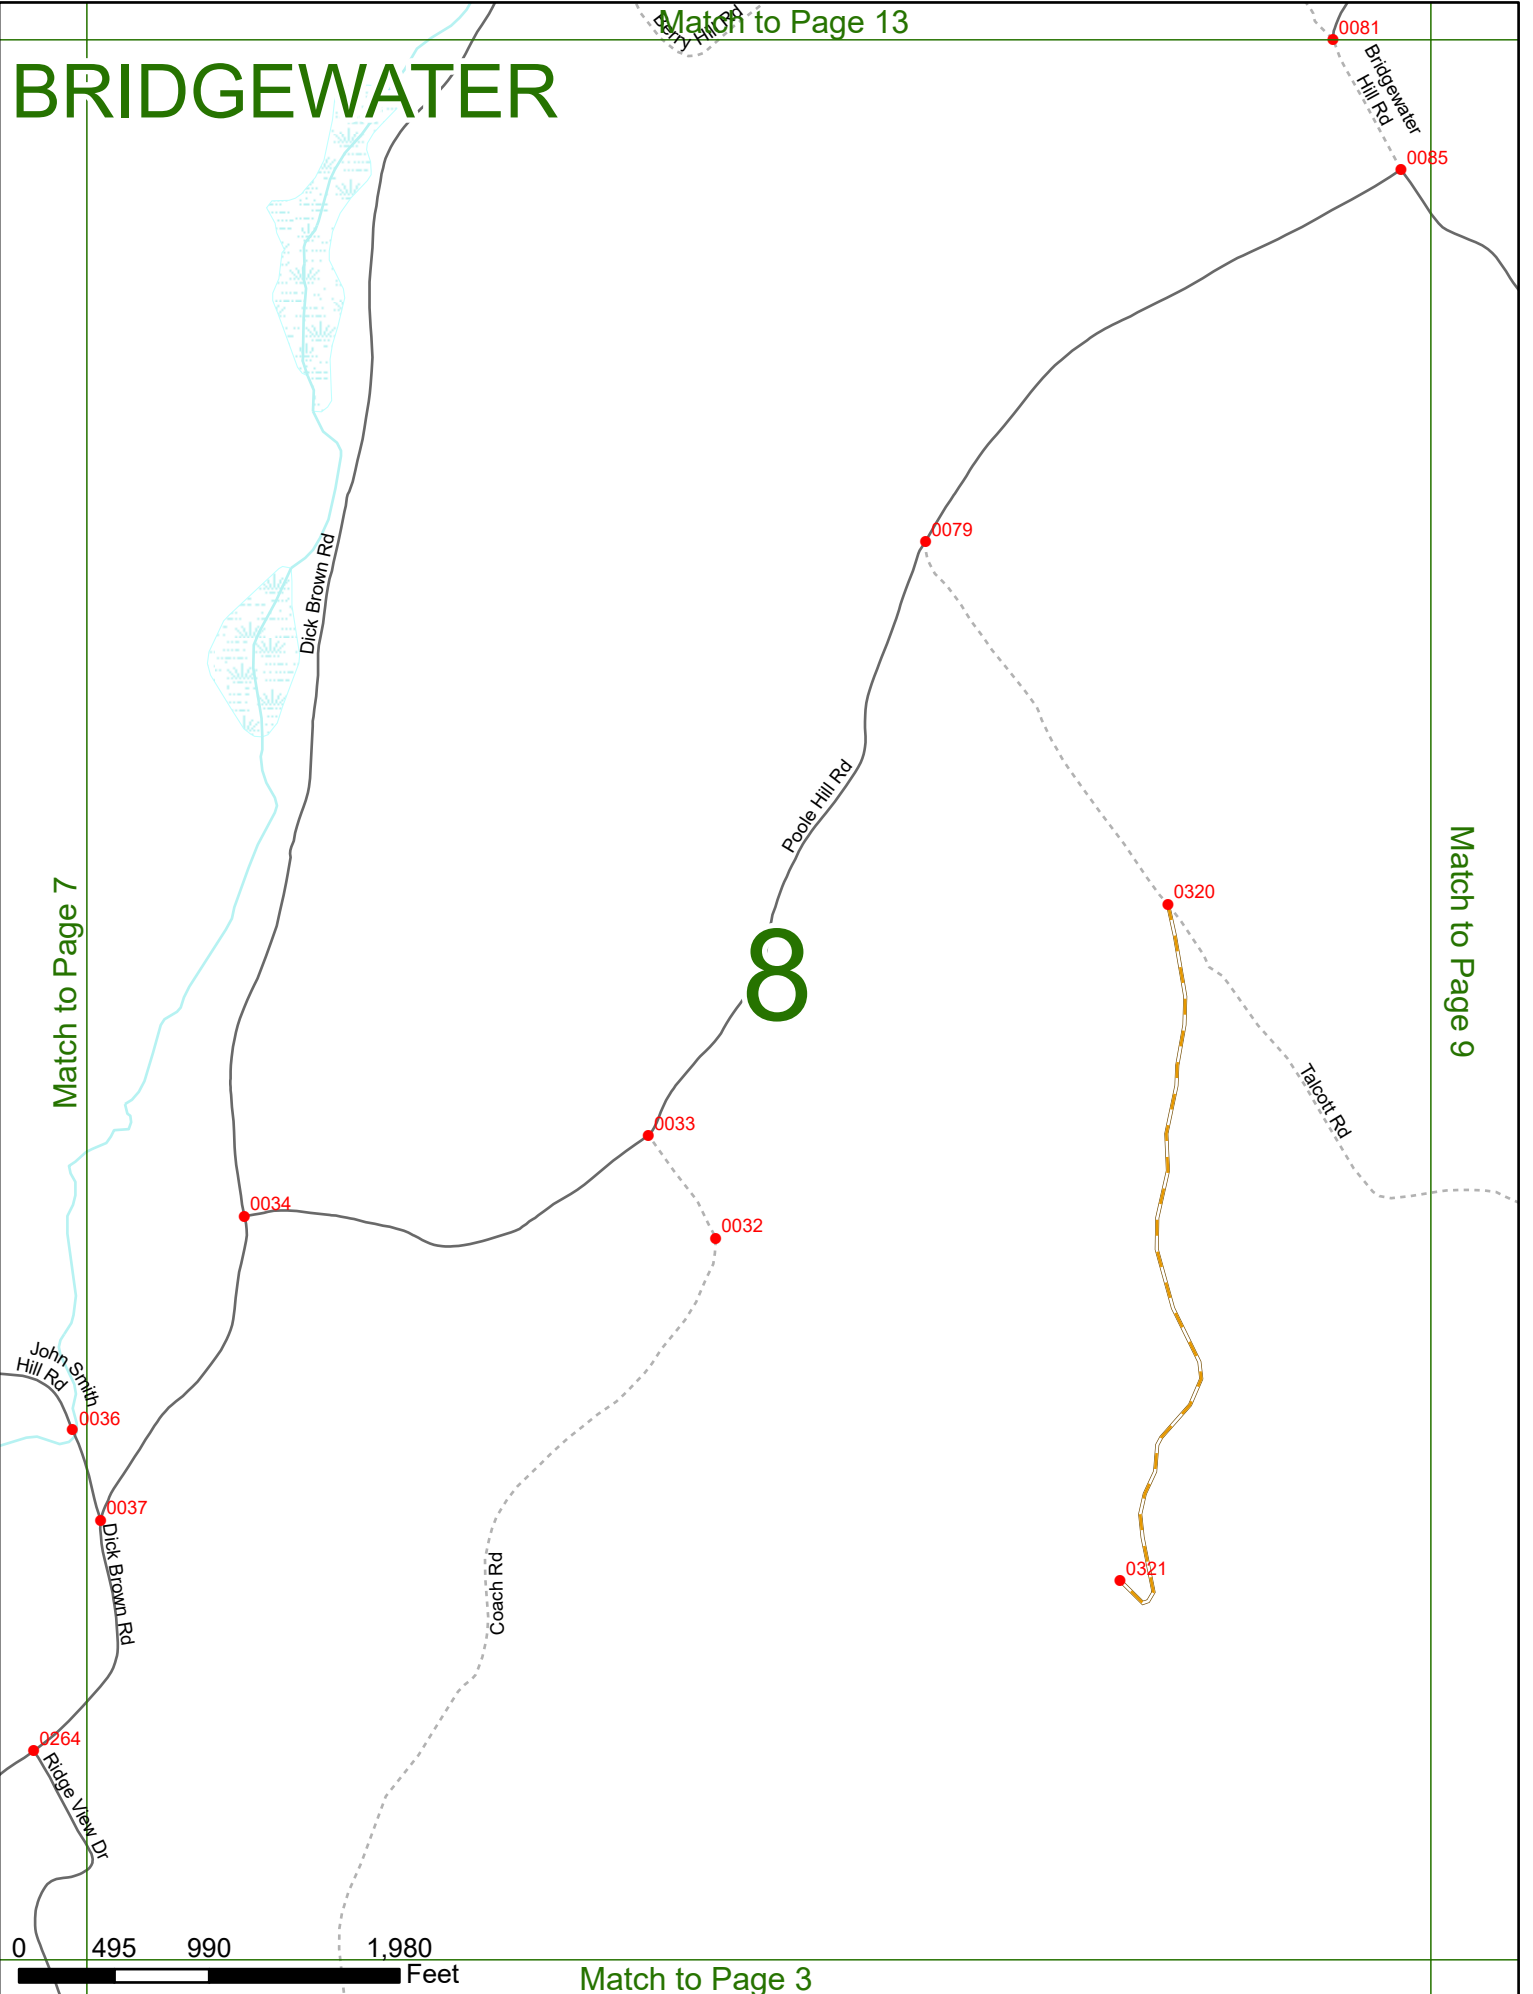 Match to Page 13
Berry Hill Rd
0081
BRIDGEWATER
Bridgewater
Hill Rd
0085
0079
Dick Brown Rd
Poole Hill Rd
Match to Page 7
Match to Page 9
0320
8
Talcott Rd
0033
0034
0032
John Smith
Hill Rd
0036
0037
Dick Brown Rd
Coach Rd
0321
0264
Ridge View Dr
0 495 990 1,980
Feet
Match to Page 3